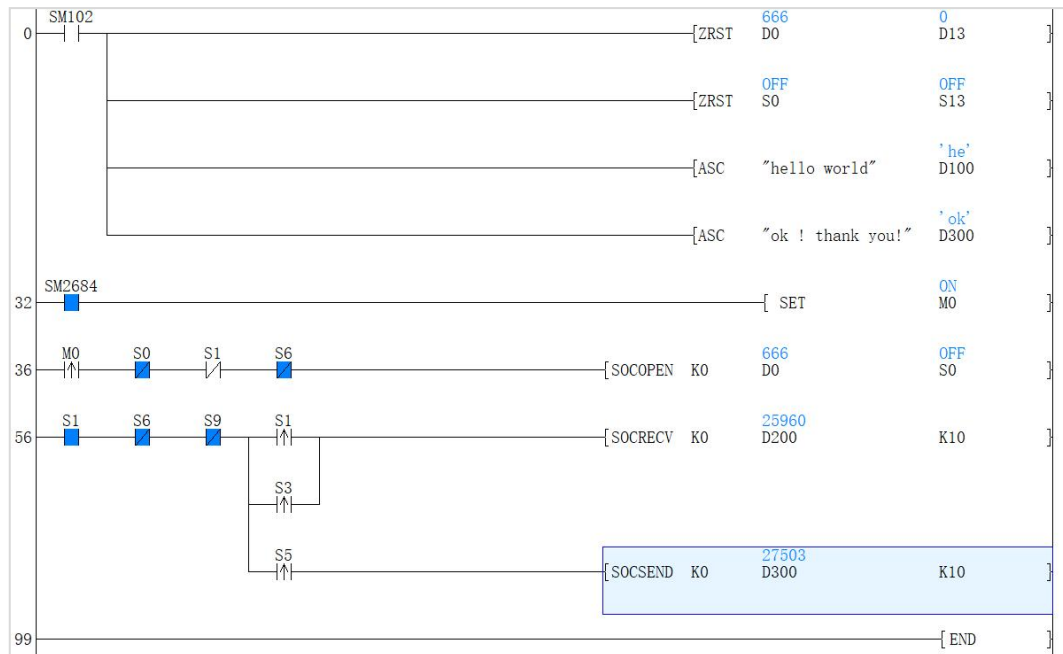 SM102
666 0
0 [ZRST D0 D13 ]
OFF OFF
[ZRST S0 S13 ]
'he'
[ASC "hello world" D100 ]
'ok'
[ASC "ok ! thank you!" D300 ]
SM2684 ON
32 [ SET M0 ]
M0 S0 S1 S6 666 OFF
36 [SOCOPEN K0 D0 S0 ]
S1 S6 S9 S1 25960
56 [SOCRECV K0 D200 K10 ]
S3
S5 27503
[SOCSEND K0 D300 K10 ]
99 [ END ]